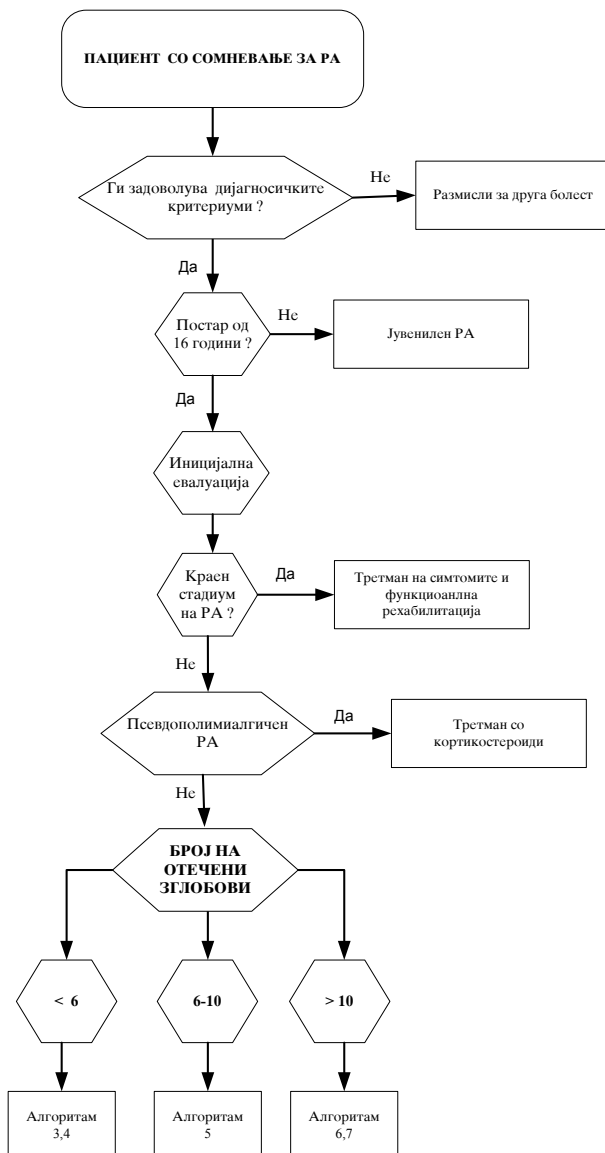 ПАЦИЕНТ СО СОМНЕВАЊЕ ЗА РА
Ги задоволува дијагносичките
критериуми ?
Не
Размисли за друга болест
Да
Постар од
16 години ?
Не
Јувенилен РА
Да
Иницијална
евалуација
Краен
стадиум
на РА ?
Да
Третман на симтомите и
функциоанлна
рехабилитација
Не
Псевдополимиалгичен
РА
Да
Третман со
кортикостероиди
Не
БРОЈ НА
ОТЕЧЕНИ
ЗГЛОБОВИ
< 6
6-10
> 10
Алгоритам
3,4
Алгоритам
5
Алгоритам
6,7